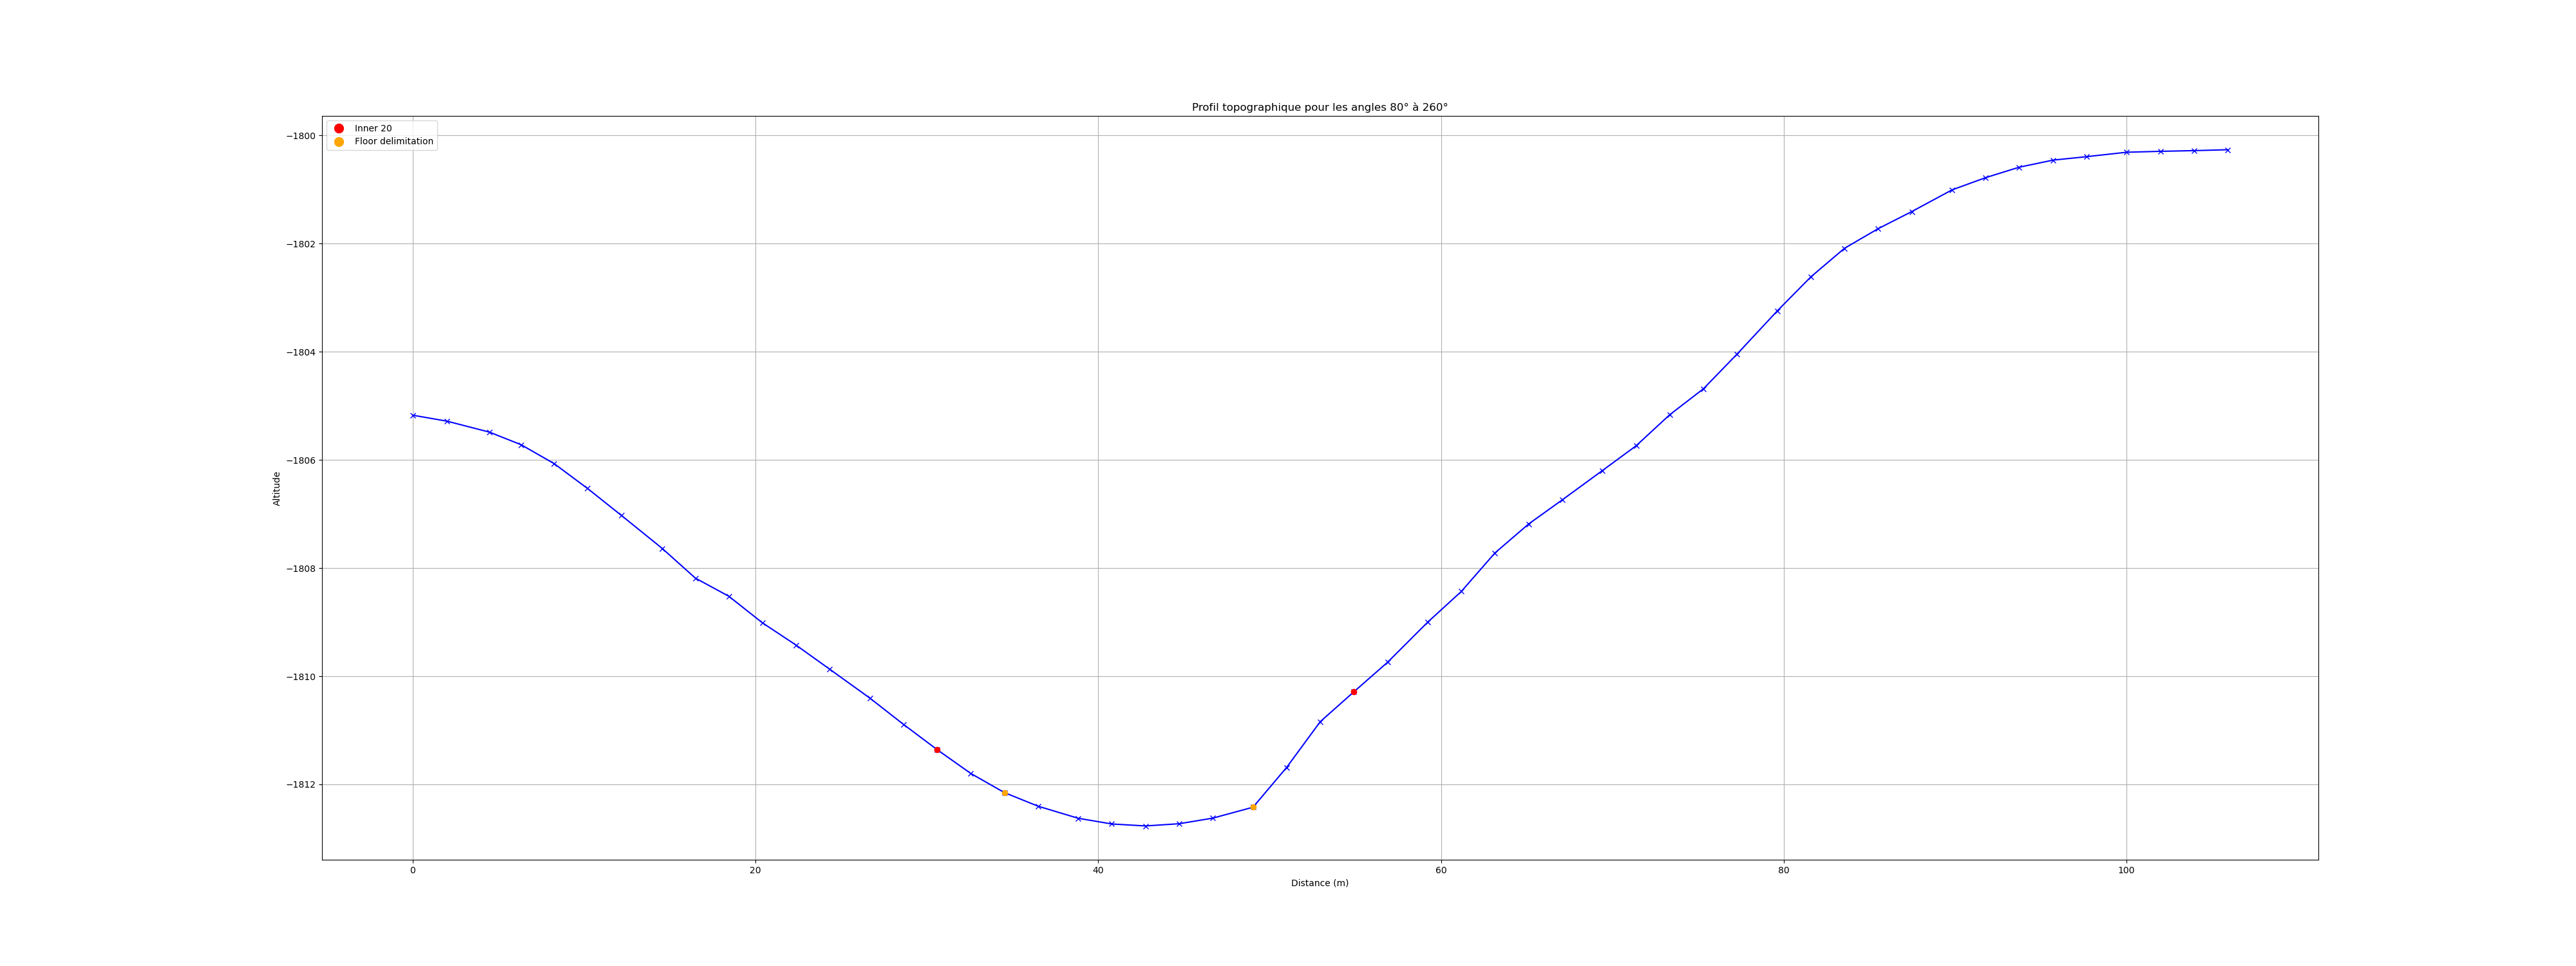 Profil topographique pour les angles 80° à 260°
Inner 20
Floor delimitation
−1800
−1802
−1804
−1806
−1808
−1810
−1812
Altitude
0
20
40
60
80
100
Distance (m)